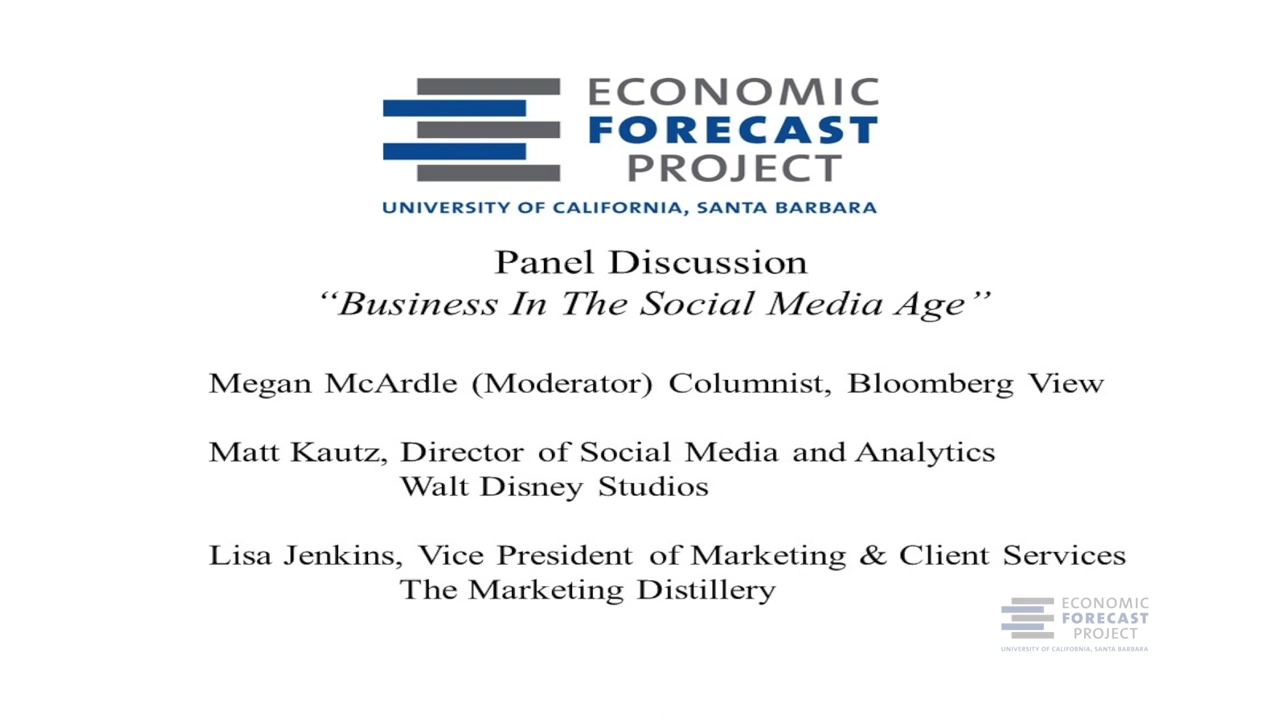 ECONOMIC
FORECAST
PROJECT
UNIVERSITY OF CALIFORNIA, SANTA BARBARA
Panel Discussion
“Business In The Social Media Age”
Megan McArdle (Moderator) Columnist, Bloomberg View
Matt Kautz, Director of Social Media and Analytics
Walt Disney Studios
Lisa Jenkins, Vice President of Marketing & Client Services
The Marketing Distillery
ECONOMIC
FORECAST
PROJECT
UNIVERSITY OF CALIFORNIA, SANTA BARBARA